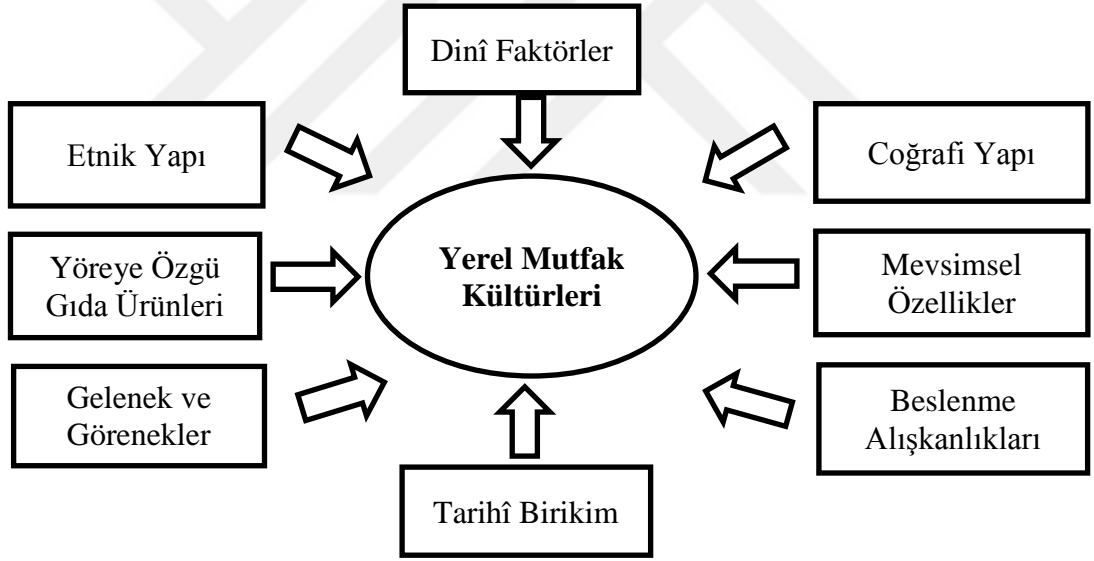 Dinî Faktörler
Etnik Yapı
Coğrafi Yapı
Yöreye Özgü
Gıda Ürünleri
Yerel Mutfak
Kültürleri
Mevsimsel
Özellikler
Gelenek ve
Görenekler
Beslenme
Alışkanlıkları
Tarihî Birikim